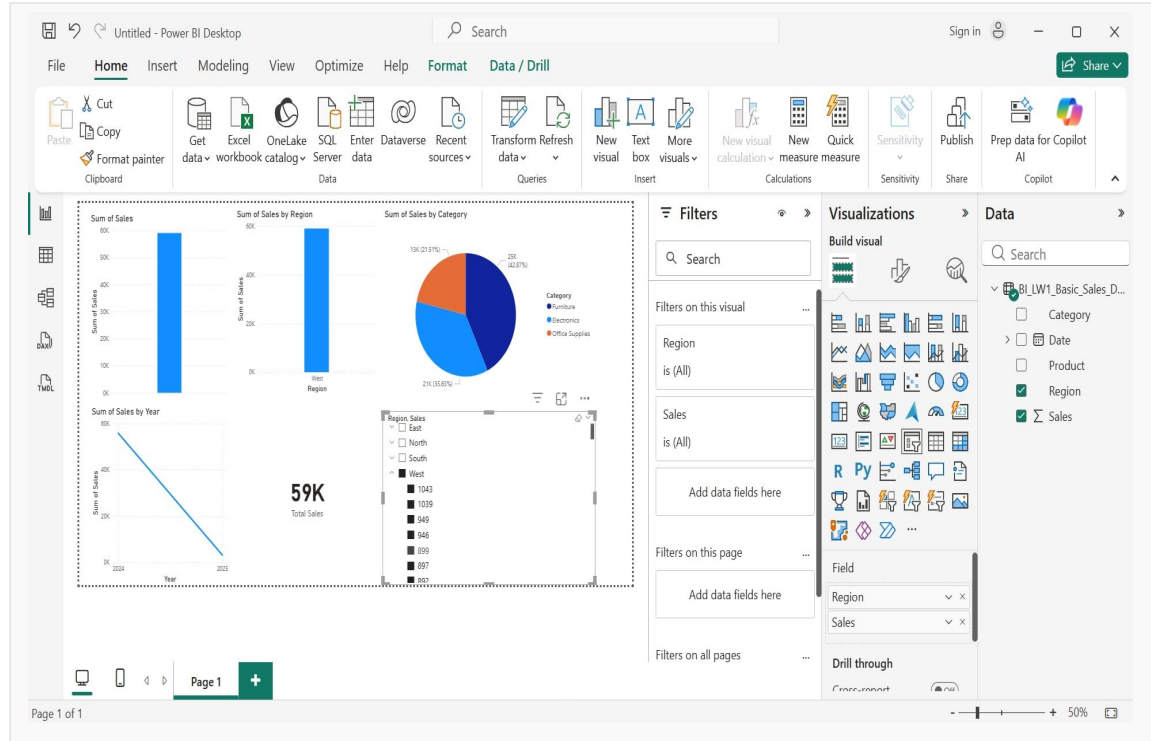 Untitled - Power BI Desktop
Search
Sign in
File Home Insert Modeling View Optimize Help Format Data / Drill
Share
Paste
Cut
Copy
Format painter
Clipboard
Get data
Excel workbook
OneLake catalog
SQL Server
Enter data
Dataverse
Recent sources
Data
Transform data
Refresh
Queries
New visual
Text box
More visuals
Insert
New visual calculation
New measure
Quick measure
Calculations
Sensitivity
Sensitivity
Publish
Share
Prep data for AI
Copilot
Copilot
DAX
TMDL
Sum of Sales
60K
50K
40K
30K
20K
10K
0K
Sum of Sales
Sum of Sales by Region
60K
40K
20K
0K
Sum of Sales
West
Region
Sum of Sales by Category
13K (21.51%)
25K
(42.87%)
21K (35.63%)
Category
Furniture
Electronics
Office Supplies
Sum of Sales by Year
60K
40K
20K
0K
Sum of Sales
2024 2025
Year
59K
Total Sales
Region, Sales
East
North
South
West
1043
1039
949
946
899
897
892
Filters
Search
Filters on this visual ...
Region
is (All)
Sales
is (All)
Add data fields here
Filters on this page ...
Add data fields here
Filters on all pages ...
Visualizations
Build visual
123
R Py
...
Field
Region
Sales
Drill through
Cross-report Off
Data
Search
BI_LW1_Basic_Sales_D...
Category
Date
Product
Region
Σ Sales
Page 1
+
Page 1 of 1
- + 50%